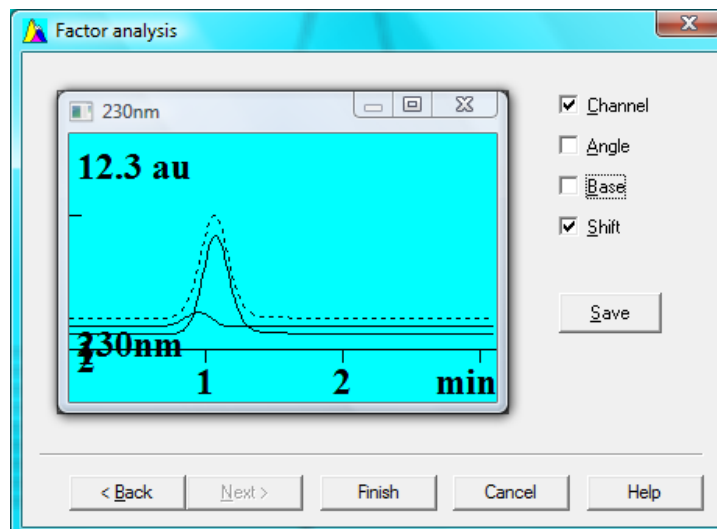 Factor analysis
230nm
Channel
12.3 au
Angle
Base
Shift
Save
230nm
1
2
min
< Back
Next >
Finish
Cancel
Help